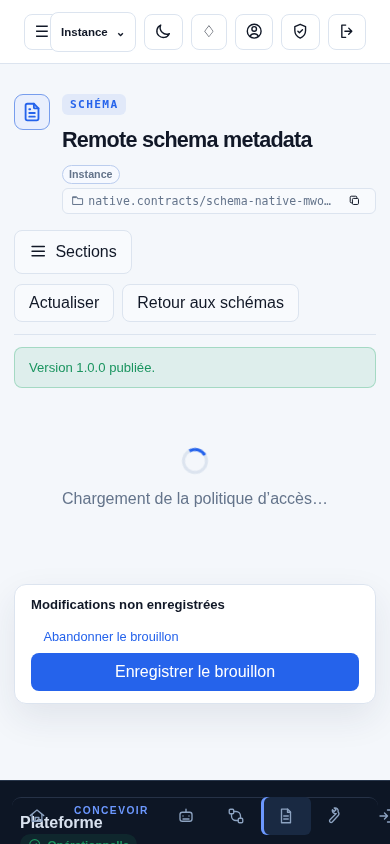 Instance
SCHÉMA
Remote schema metadata
Instance
native.contracts/schema-native-mwo…
Sections
Actualiser
Retour aux schémas
Version 1.0.0 publiée.
Chargement de la politique d’accès…
Modifications non enregistrées
Abandonner le brouillon
Enregistrer le brouillon
CONCEVOIR
Plateforme
Opérationnelle